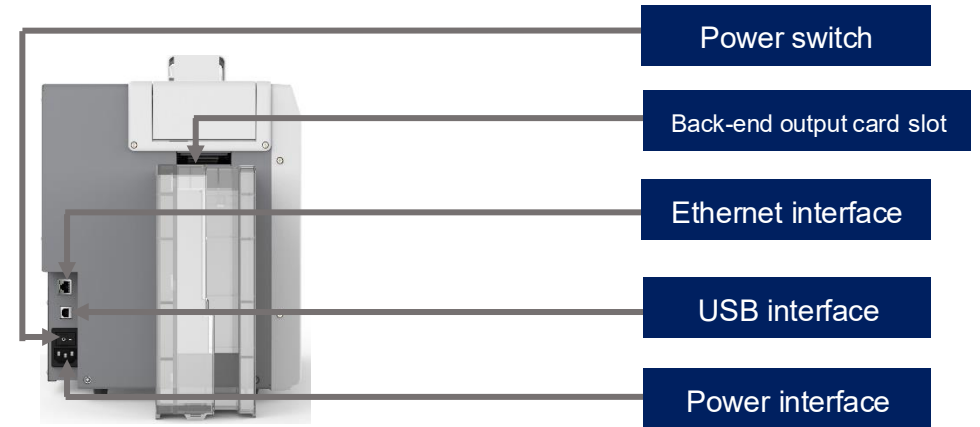 Power switch
Back-end output card slot
Ethernet interface
USB interface
Power interface